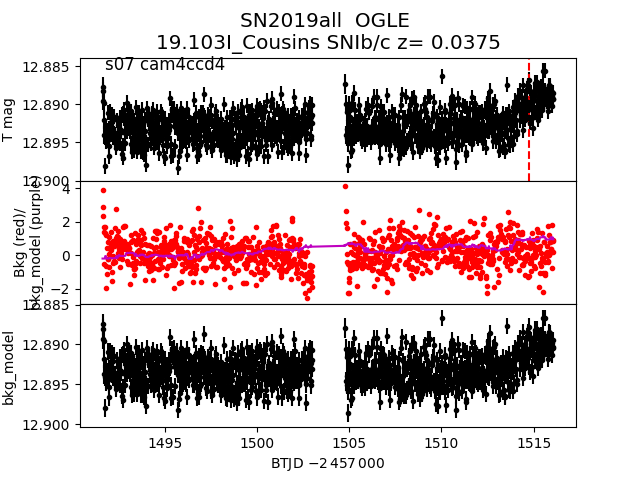 SN2019all  OGLE
19.103I_Cousins SNIb/c z= 0.0375
s07 cam4ccd4
12.885
12.890
12.895
12.900
T mag
4
2
0
−2
Bkg (red)/
bkg_model (purple)
12.885
12.890
12.895
12.900
bkg_model
1495
1500
1505
1510
1515
BTJD −2 457 000